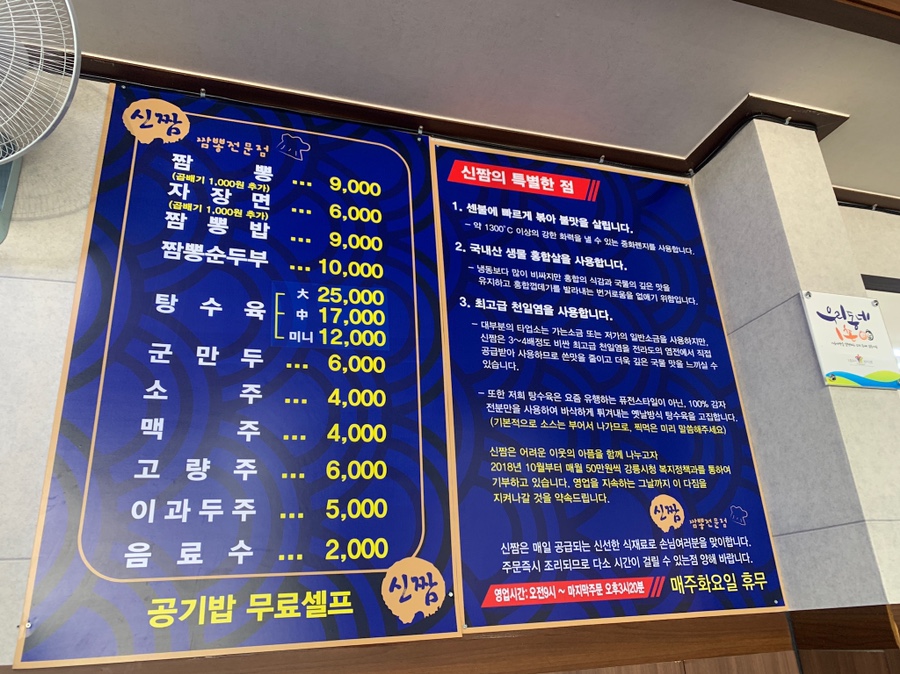 신짬
짬뽕전문점
짬뽕 ... 9,000
(곱배기 1,000원 추가)
자장면 ... 6,000
(곱배기 1,000원 추가)
짬뽕밥 ... 9,000
짬뽕순두부 ... 10,000
탕수육 大 25,000
中 17,000
미니 12,000
군만두 ... 6,000
소주 ... 4,000
맥주 ... 4,000
고량주 ... 6,000
이과두주 ... 5,000
음료수 ... 2,000
신짬
공기밥 무료셀프
신짬의 특별한 점
1. 센불에 빠르게 볶아 불맛을 살립니다.
- 약 1300°C 이상의 강한 화력을 낼 수 있는 중화렌지를 사용합니다.
2. 국내산 생물 홍합살을 사용합니다.
- 냉동보다 많이 비싸지만 홍합의 식감과 국물의 깊은 맛을
유지하고 홍합껍데기를 발라내는 번거로움을 없애기 위함입니다.
3. 최고급 천일염을 사용합니다.
- 대부분의 타업소는 가는소금 또는 저가의 일반소금을 사용하지만,
신짬은 3~4배정도 비싼 최고급 천일염을 전라도의 염전에서 직접
공급받아 사용하므로 쓴맛을 줄이고 더욱 깊은 국물 맛을 느끼실 수
있습니다.
- 또한 저희 탕수육은 요즘 유행하는 퓨전스타일이 아닌, 100% 감자
전분만을 사용하여 바삭하게 튀겨내는 옛날방식 탕수육을 고집합니다.
(기본적으로 소스는 부어서 나가므로, 찍먹은 미리 말씀해주세요)
신짬은 어려운 이웃의 아픔을 함께 나누고자
2018년 10월부터 매월 50만원씩 강릉시청 복지정책과를 통하여
기부하고 있습니다. 영업을 지속하는 그날까지 이 다짐을
지켜나갈 것을 약속드립니다.
신짬
짬뽕전문점
신짬은 매일 공급되는 신선한 식재료로 손님여러분을 맞이합니다.
주문즉시 조리되므로 다소 시간이 걸릴 수 있는점 양해 바랍니다.
영업시간: 오전9시 ~ 마지막주문 오후3시20분 매주화요일 휴무
우리동네